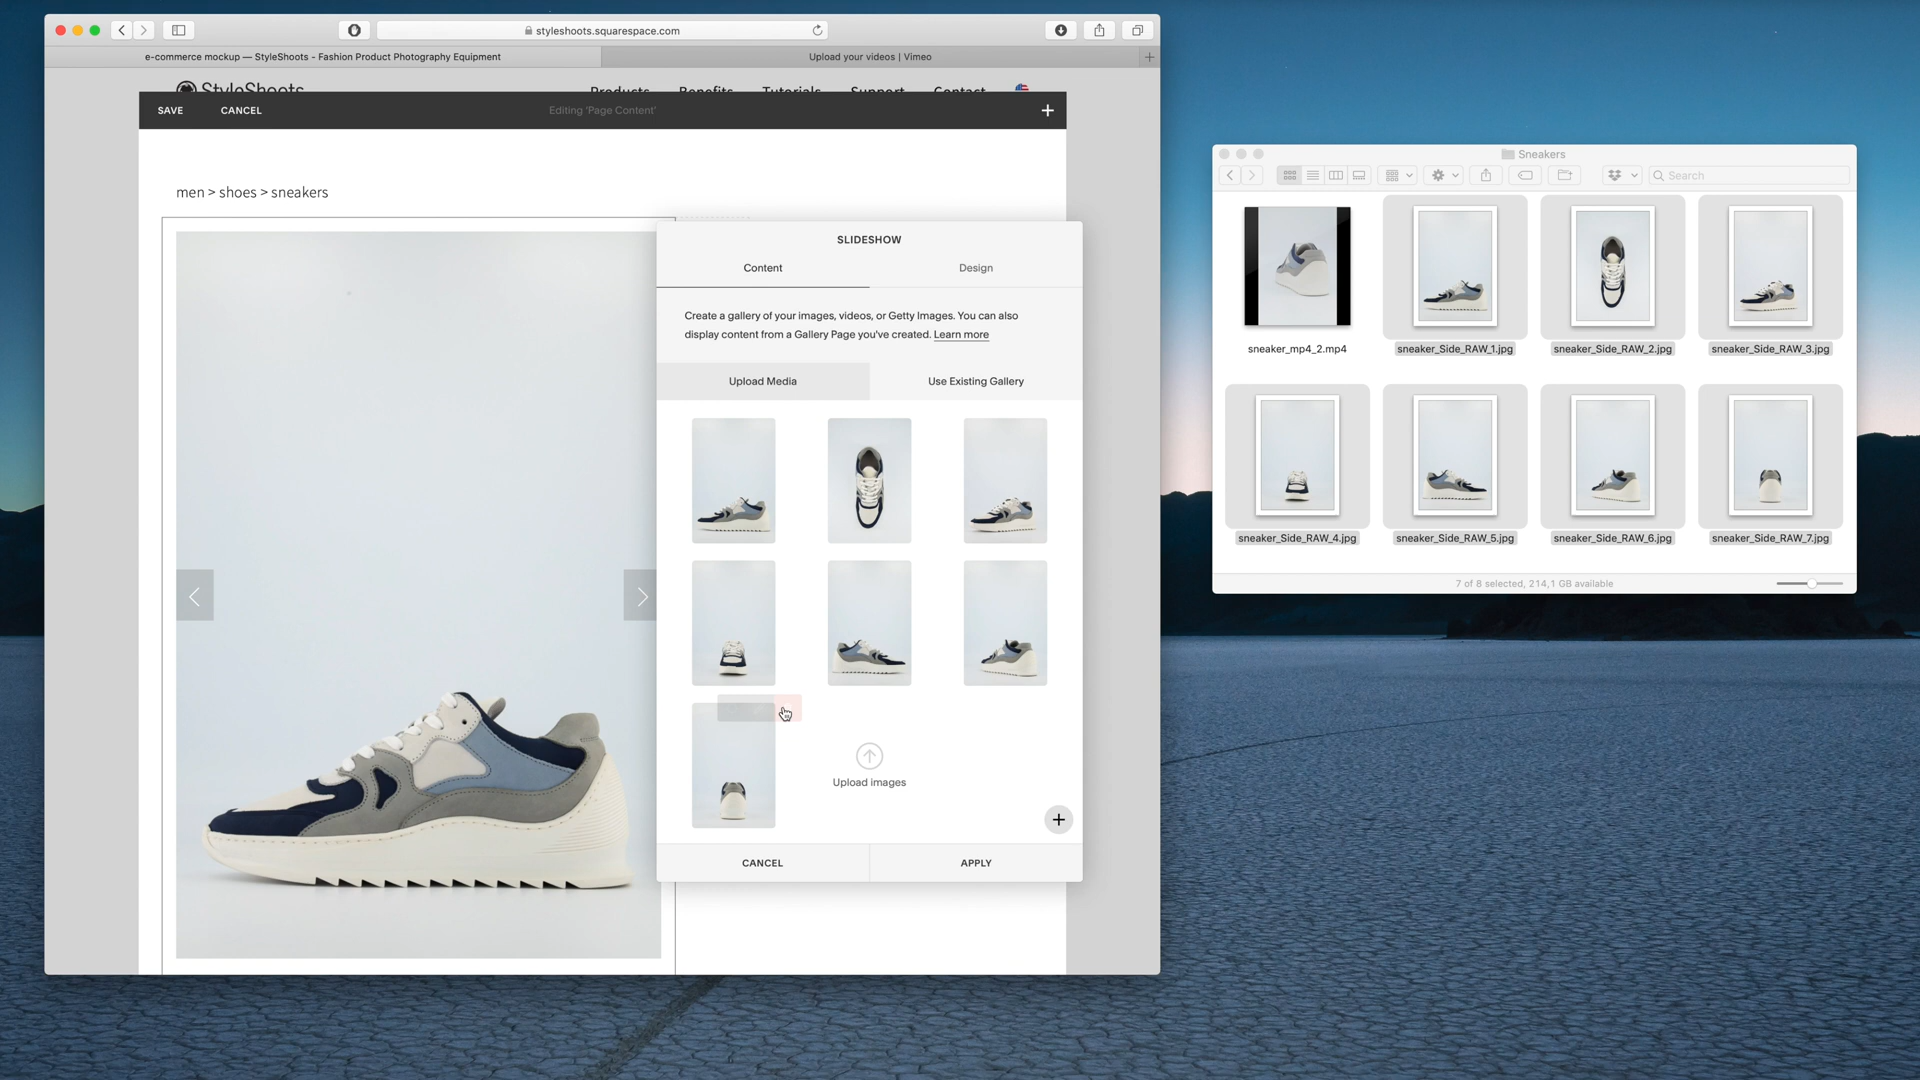 styleshoots.squarespace.com
e-commerce mockup — StyleShoots - Fashion Product Photography Equipment
Upload your videos | Vimeo
StyleShoots
Products
Benefits
Tutorials
Support
Contact
SAVE
CANCEL
Editing 'Page Content'
men > shoes > sneakers
SLIDESHOW
Content
Design
Create a gallery of your images, videos, or Getty Images. You can also
display content from a Gallery Page you've created. Learn more
Upload Media
Use Existing Gallery
Upload images
CANCEL
APPLY
Sneakers
Search
sneaker_mp4_2.mp4
sneaker_Side_RAW_1.jpg
sneaker_Side_RAW_2.jpg
sneaker_Side_RAW_3.jpg
sneaker_Side_RAW_4.jpg
sneaker_Side_RAW_5.jpg
sneaker_Side_RAW_6.jpg
sneaker_Side_RAW_7.jpg
7 of 8 selected, 214,1 GB available